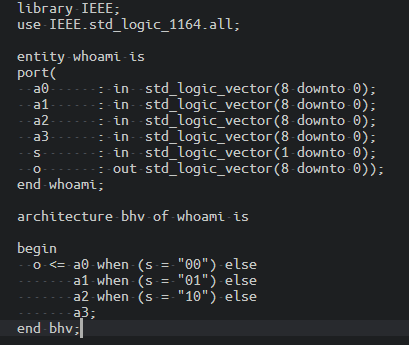 library IEEE;
use IEEE.std_logic_1164.all;
entity whoami is
port(
  a0      : in  std_logic_vector(8 downto 0);
  a1      : in  std_logic_vector(8 downto 0);
  a2      : in  std_logic_vector(8 downto 0);
  a3      : in  std_logic_vector(8 downto 0);
  s       : in  std_logic_vector(1 downto 0);
  o       : out std_logic_vector(8 downto 0));
end whoami;
architecture bhv of whoami is
begin
  o <= a0 when (s = "00") else
       a1 when (s = "01") else
       a2 when (s = "10") else
       a3;
end bhv;